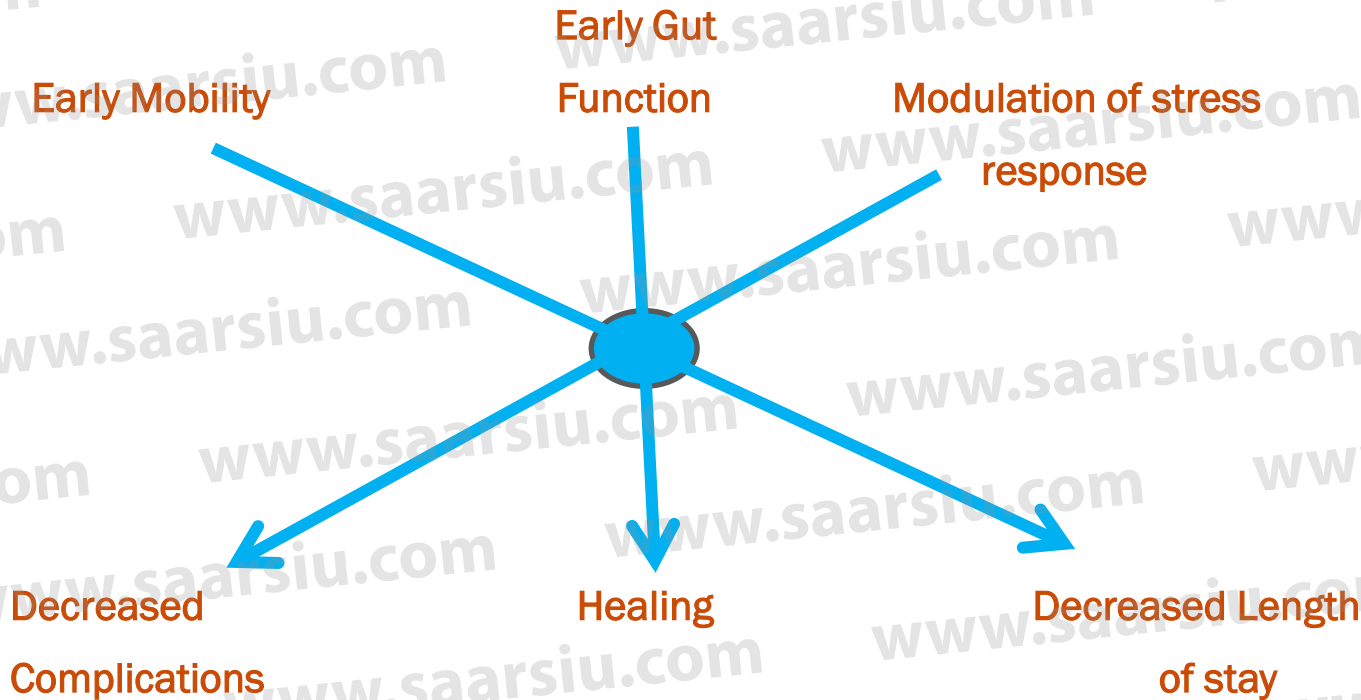 Early Gut
Function
Early Mobility
Modulation of stress
response
Decreased
Complications
Healing
Decreased Length
of stay
www.saarsiu.com